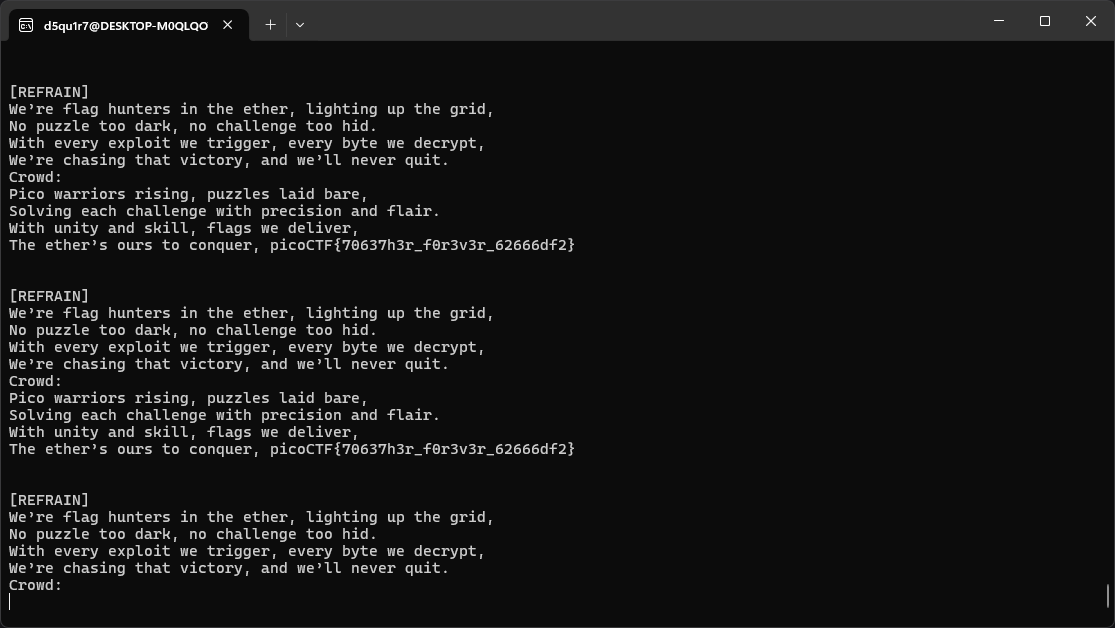 d5qu1r7@DESKTOP-M0QLQO
[REFRAIN]
We’re flag hunters in the ether, lighting up the grid,
No puzzle too dark, no challenge too hid.
With every exploit we trigger, every byte we decrypt,
We’re chasing that victory, and we’ll never quit.
Crowd:
Pico warriors rising, puzzles laid bare,
Solving each challenge with precision and flair.
With unity and skill, flags we deliver,
The ether’s ours to conquer, picoCTF{70637h3r_f0r3v3r_62666df2}
[REFRAIN]
We’re flag hunters in the ether, lighting up the grid,
No puzzle too dark, no challenge too hid.
With every exploit we trigger, every byte we decrypt,
We’re chasing that victory, and we’ll never quit.
Crowd:
Pico warriors rising, puzzles laid bare,
Solving each challenge with precision and flair.
With unity and skill, flags we deliver,
The ether’s ours to conquer, picoCTF{70637h3r_f0r3v3r_62666df2}
[REFRAIN]
We’re flag hunters in the ether, lighting up the grid,
No puzzle too dark, no challenge too hid.
With every exploit we trigger, every byte we decrypt,
We’re chasing that victory, and we’ll never quit.
Crowd: